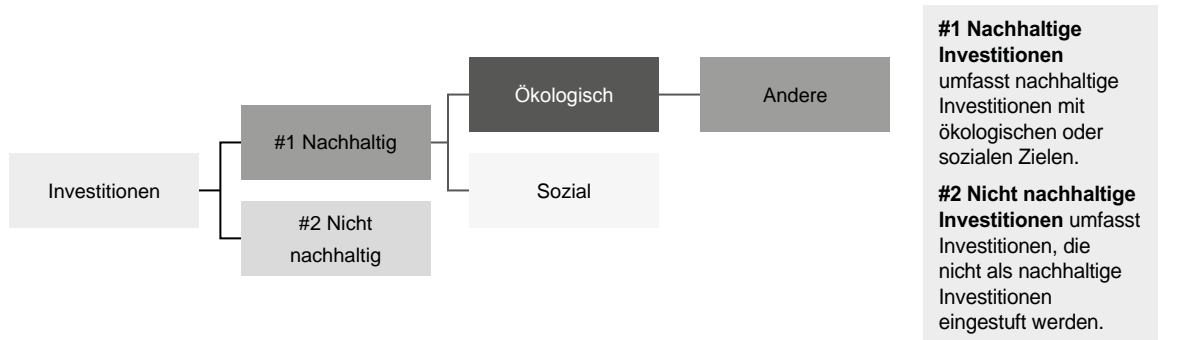 Investitionen
#1 Nachhaltig
#2 Nicht
nachhaltig
Ökologisch
Sozial
Andere
#1 Nachhaltige
Investitionen
umfasst nachhaltige
Investitionen mit
ökologischen oder
sozialen Zielen.
#2 Nicht nachhaltige
Investitionen umfasst
Investitionen, die
nicht als nachhaltige
Investitionen
eingestuft werden.